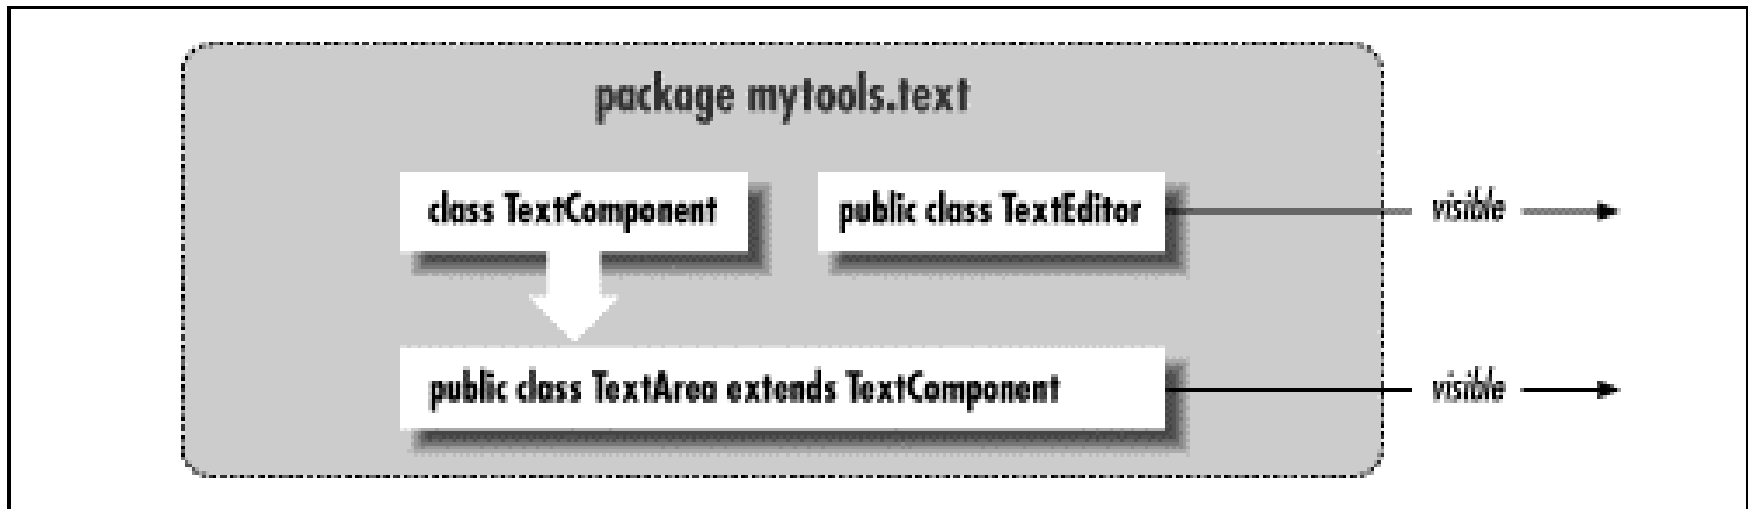 package mytools.text
class TextComponent
public class TextEditor
visible
public class TextArea extends TextComponent
visible